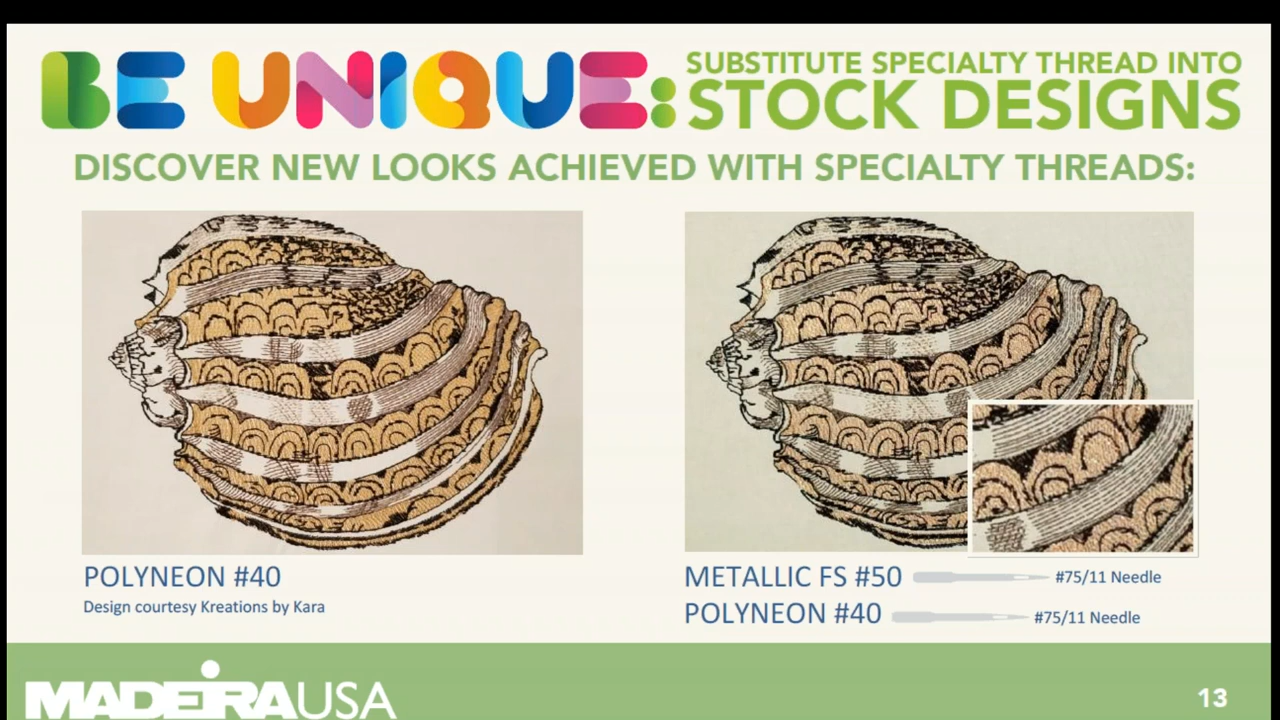 BE UNIQUE: SUBSTITUTE SPECIALTY THREAD INTO
STOCK DESIGNS
DISCOVER NEW LOOKS ACHIEVED WITH SPECIALTY THREADS:
POLYNEON #40
Design courtesy Kreations by Kara
METALLIC FS #50 #75/11 Needle
POLYNEON #40 #75/11 Needle
MADEIRAUSA
13